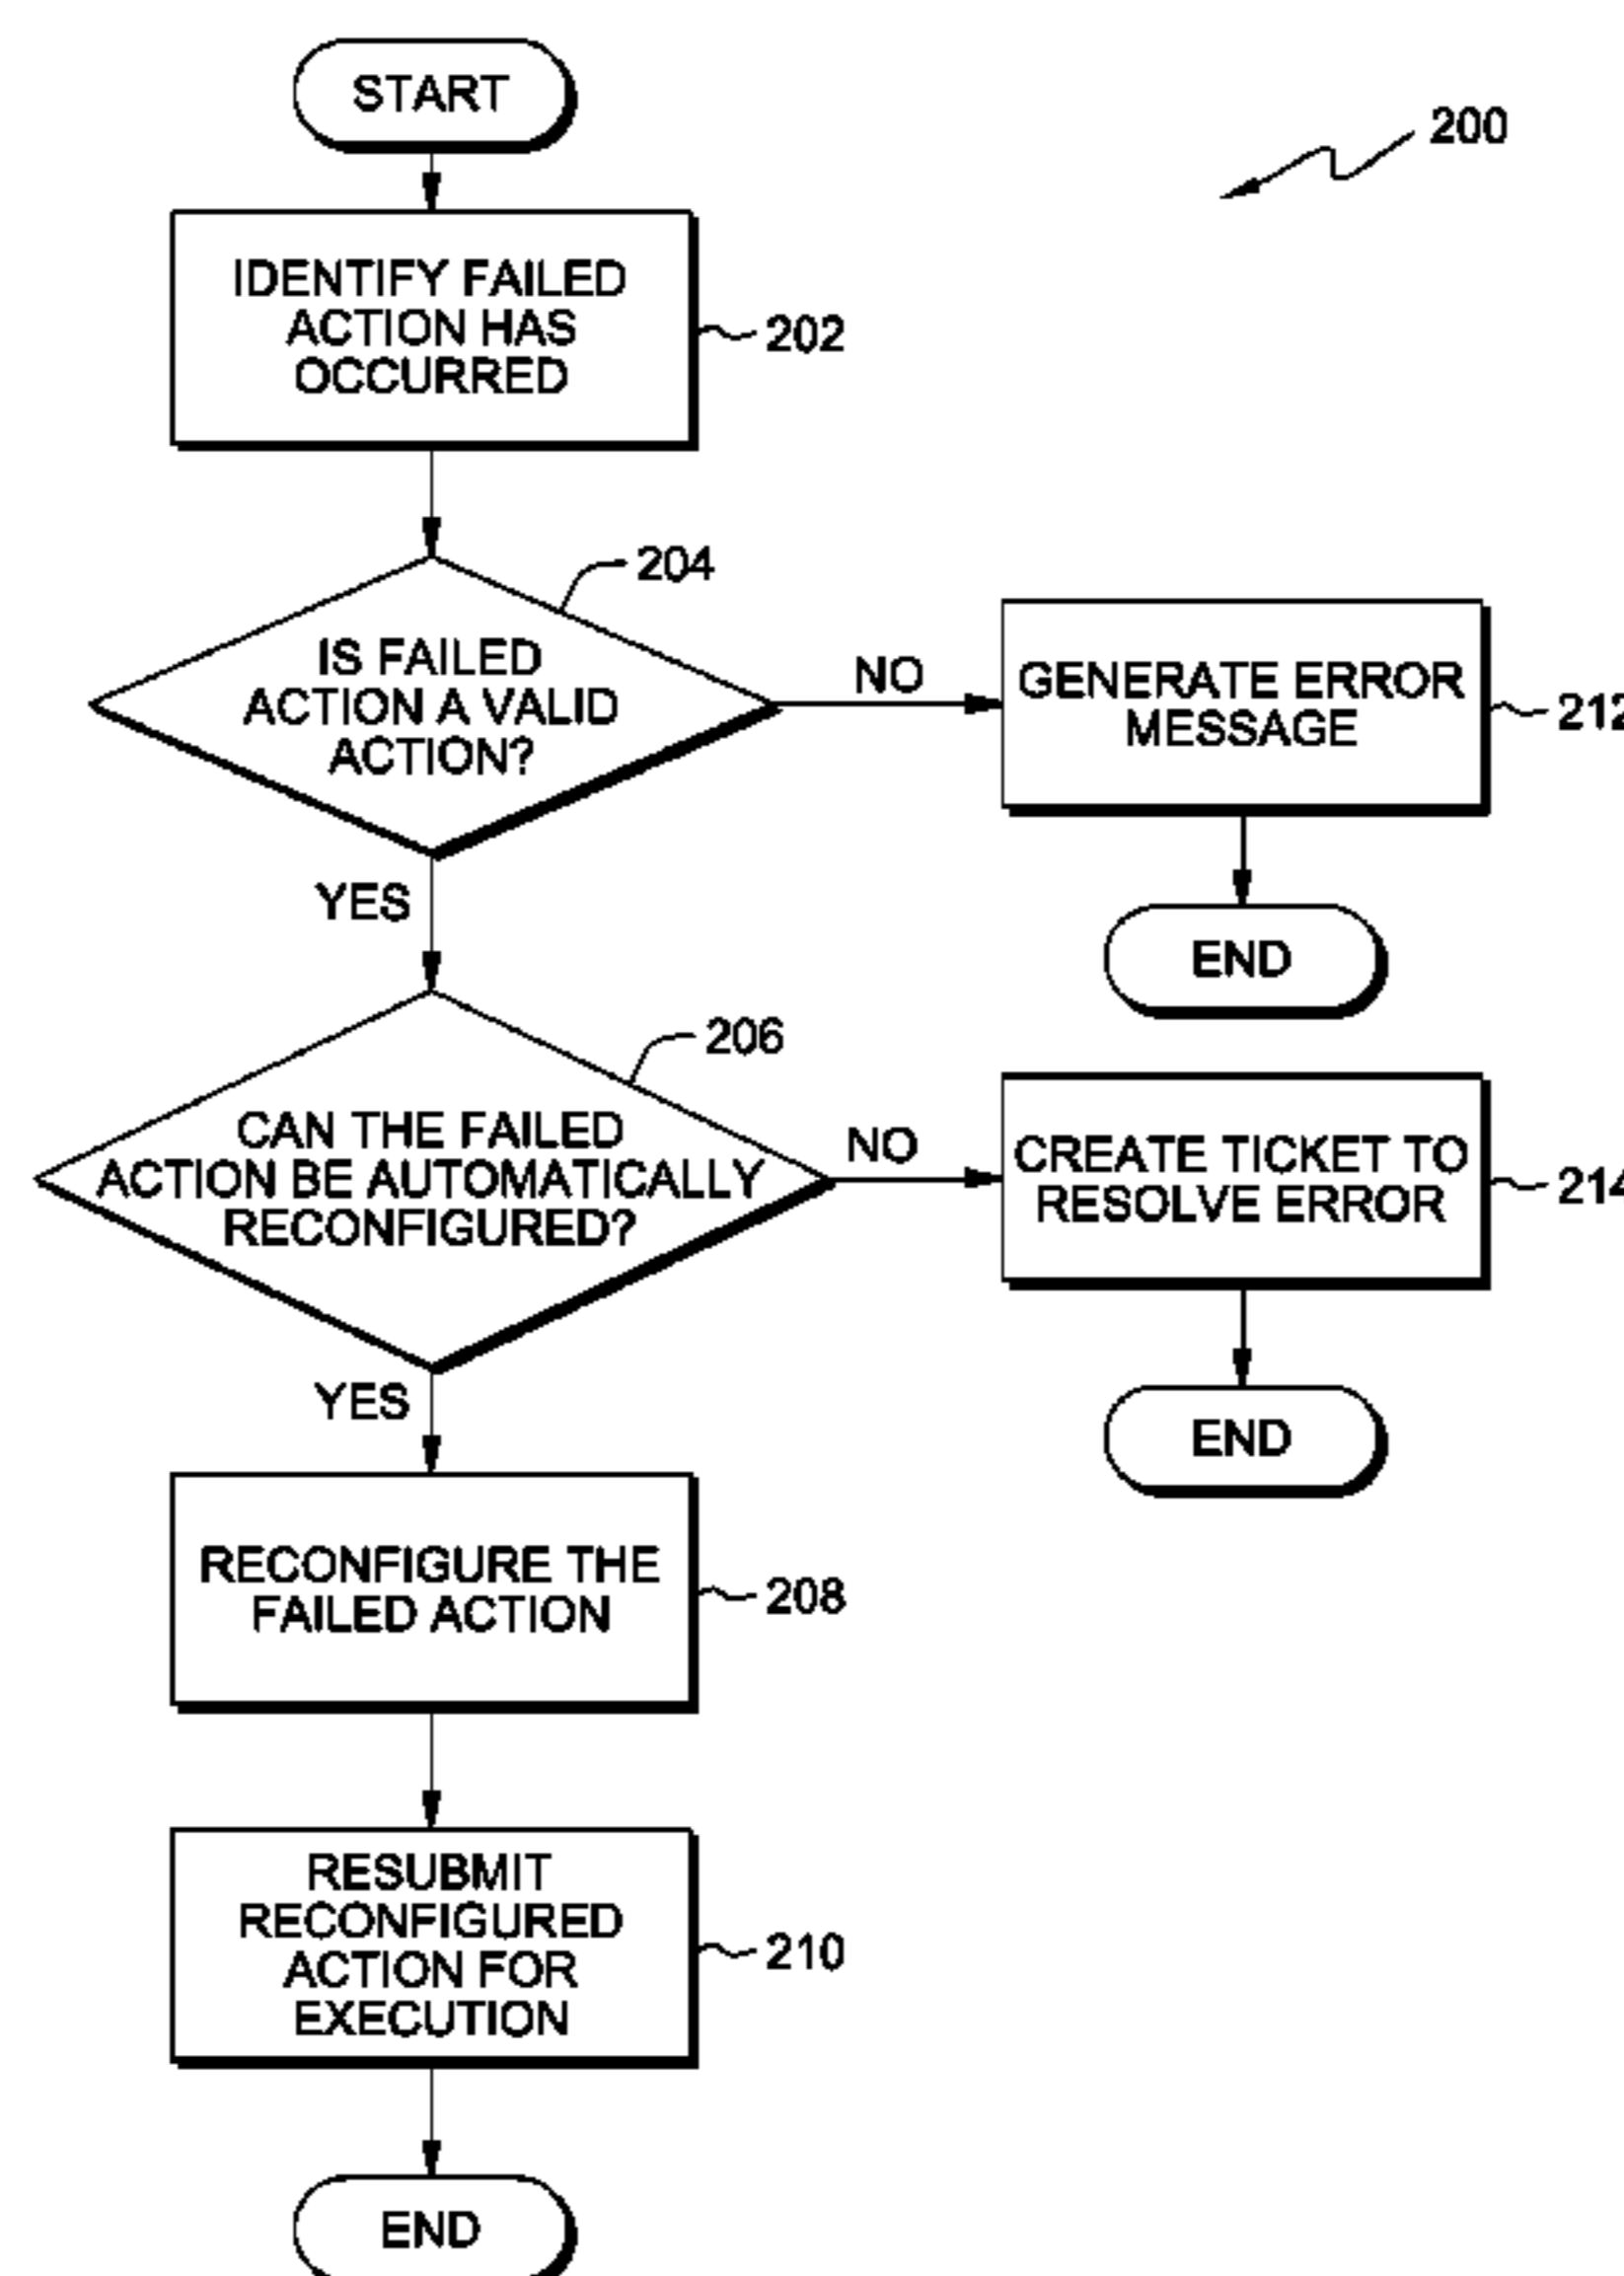 START
200
IDENTIFY FAILED
ACTION HAS
OCCURRED
202
204
IS FAILED
ACTION A VALID
ACTION?
NO
GENERATE ERROR
MESSAGE
212
YES
END
206
CAN THE FAILED
ACTION BE AUTOMATICALLY
RECONFIGURED?
NO
CREATE TICKET TO
RESOLVE ERROR
214
YES
END
RECONFIGURE THE
FAILED ACTION
208
RESUBMIT
RECONFIGURED
ACTION FOR
EXECUTION
210
END